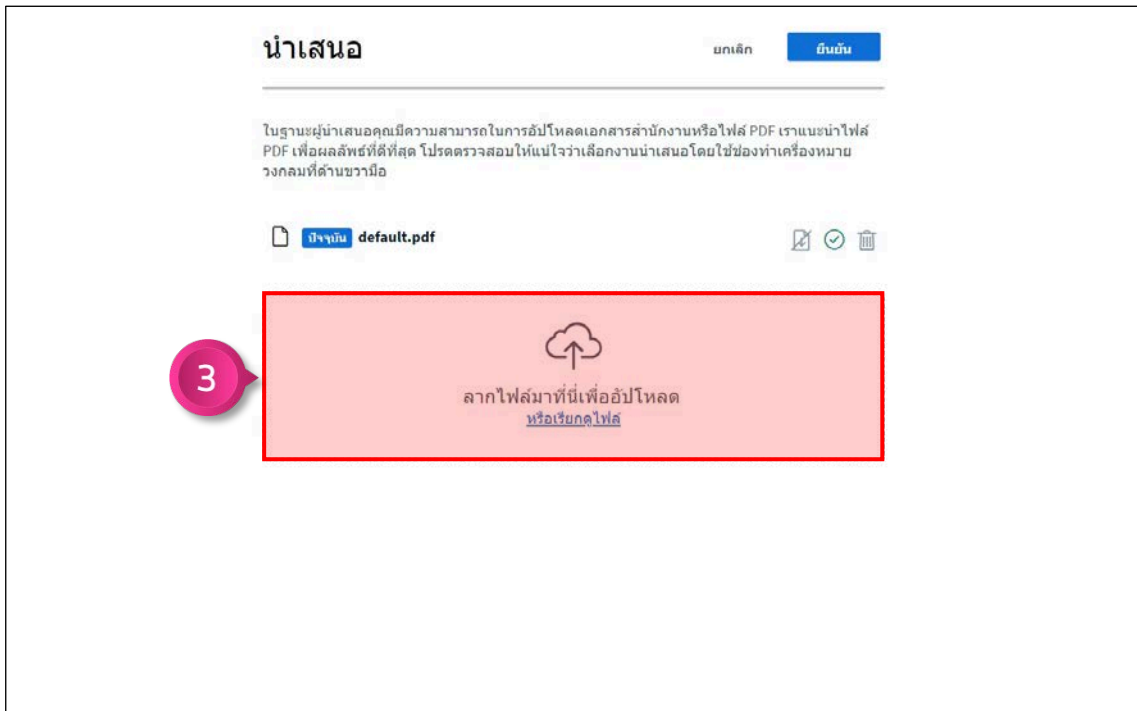 นำเสนอ
ยกเลิก
ยืนยัน
ในฐานะผู้นำเสนอคุณมีความสามารถในการอัปโหลดเอกสารสำนักงานหรือไฟล์ PDF เราแนะนำไฟล์
PDF เพื่อผลลัพธ์ที่ดีที่สุด โปรดตรวจสอบให้แน่ใจว่าเลือกงานนำเสนอโดยใช้ช่องทำเครื่องหมาย
วงกลมที่ด้านขวามือ
ปัจจุบัน default.pdf
3
ลากไฟล์มาที่นี่เพื่ออัปโหลด
หรือเรียกดูไฟล์